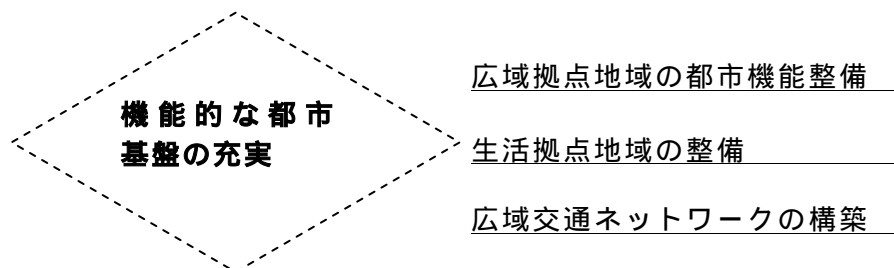 機能的な都市
基盤の充実
広域拠点地域の都市機能整備
生活拠点地域の整備
広域交通ネットワークの構築